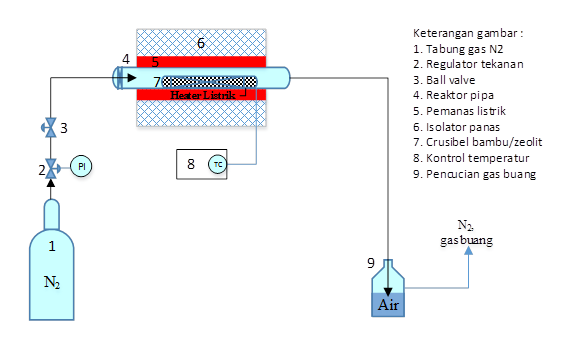 Keterangan gambar :
1. Tabung gas N2
2. Regulator tekanan
3. Ball valve
4. Reaktor pipa
5. Pemanas listrik
6. Isolator panas
7. Crusibel bambu/zeolit
8. Kontrol temperatur
9. Pencucian gas buang
6
4
5
7
Heater Listrik
3
2
PI
8
TC
1
N2
9
Air
N2,
gas buang